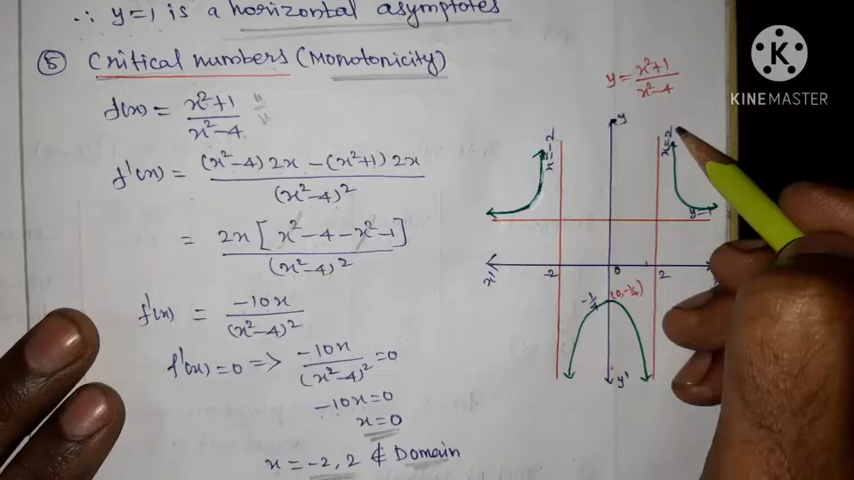 ∴ y=1 is a horizontal asymptotes
⑤ Critical numbers (Monotonicity)
f(x) = x²+1 / x²-4
u/v
f'(x) = (x²-4) 2x - (x²+1) 2x / (x²-4)²
= 2x [x²-4-x²-1] / (x²-4)²
f'(x) = -10x / (x²-4)²
f'(x)=0 => -10x / (x²-4)² =0
-10x=0
x=0
x = -2, 2 ∉ Domain
y = x²+1 / x²-4
y
x=-2
x=2
y=1
x'
-2
0
2
-1/4
(0,-1/4)
y'
K
KINEMASTER